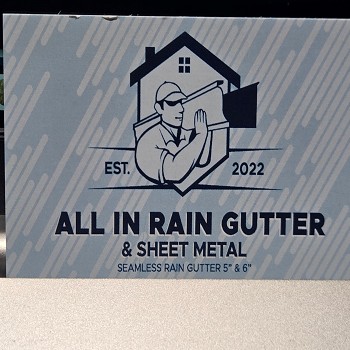 EST. 2022
ALL IN RAIN GUTTER
& SHEET METAL
SEAMLESS RAIN GUTTER 5" & 6"